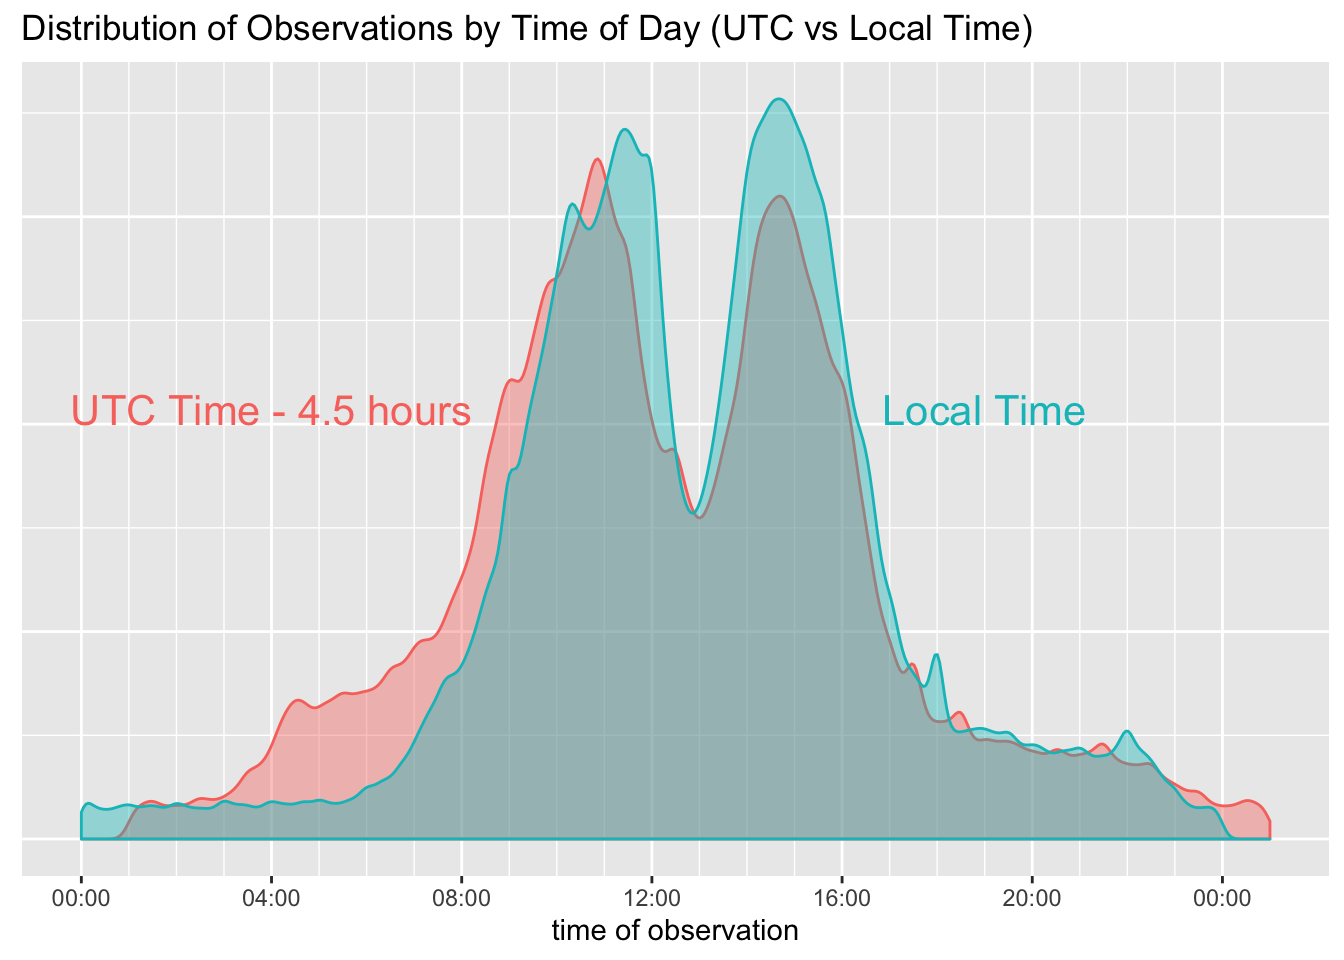 Distribution of Observations by Time of Day (UTC vs Local Time)
UTC Time - 4.5 hours
Local Time
00:00 04:00 08:00 12:00 16:00 20:00 00:00
time of observation